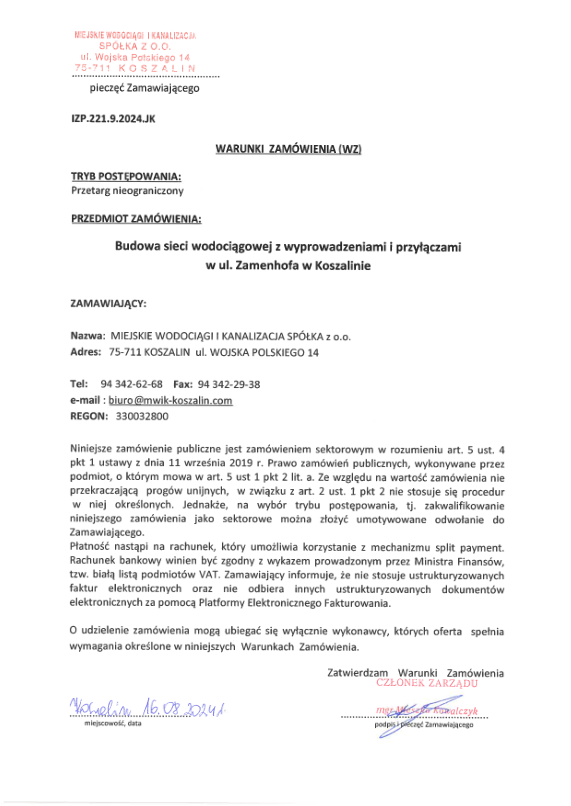 MIEJSKIE WODOCIĄGI I KANALIZACJA
SPÓŁKA Z O.O.
ul. Wojska Polskiego 14
75-711 KOSZALIN
pieczęć Zamawiającego
IZP.221.9.2024.JK
WARUNKI ZAMÓWIENIA (WZ)
TRYB POSTĘPOWANIA:
Przetarg nieograniczony
PRZEDMIOT ZAMÓWIENIA:
Budowa sieci wodociągowej z wyprowadzeniami i przyłączami
w ul. Zamenhofa w Koszalinie
ZAMAWIAJĄCY:
Nazwa: MIEJSKIE WODOCIĄGI I KANALIZACJA SPÓŁKA z o.o.
Adres: 75-711 KOSZALIN ul. WOJSKA POLSKIEGO 14
Tel: 94 342-62-68 Fax: 94 342-29-38
e-mail : biuro@mwik-koszalin.com
REGON: 330032800
Niniejsze zamówienie publiczne jest zamówieniem sektorowym w rozumieniu art. 5 ust. 4
pkt 1 ustawy z dnia 11 września 2019 r. Prawo zamówień publicznych, wykonywane przez
podmiot, o którym mowa w art. 5 ust 1 pkt 2 lit. a. Ze względu na wartość zamówienia nie
przekraczającą progów unijnych, w związku z art. 2 ust. 1 pkt 2 nie stosuje się procedur
w niej określonych. Jednakże, na wybór trybu postępowania, tj. zakwalifikowanie
niniejszego zamówienia jako sektorowe można złożyć umotywowane odwołanie do
Zamawiającego.
Płatność nastąpi na rachunek, który umożliwia korzystanie z mechanizmu split payment.
Rachunek bankowy winien być zgodny z wykazem prowadzonym przez Ministra Finansów,
tzw. białą listą podmiotów VAT. Zamawiający informuje, że nie stosuje ustrukturyzowanych
faktur elektronicznych oraz nie odbiera innych ustrukturyzowanych dokumentów
elektronicznych za pomocą Platformy Elektronicznego Fakturowania.
O udzielenie zamówienia mogą ubiegać się wyłącznie wykonawcy, których oferta spełnia
wymagania określone w niniejszych Warunkach Zamówienia.
Zatwierdzam Warunki Zamówienia
CZŁONEK ZARZĄDU
Koszalin 16.08.2024r.
mgr Kowalczyk
miejscowość, data
podpis i pieczęć Zamawiającego